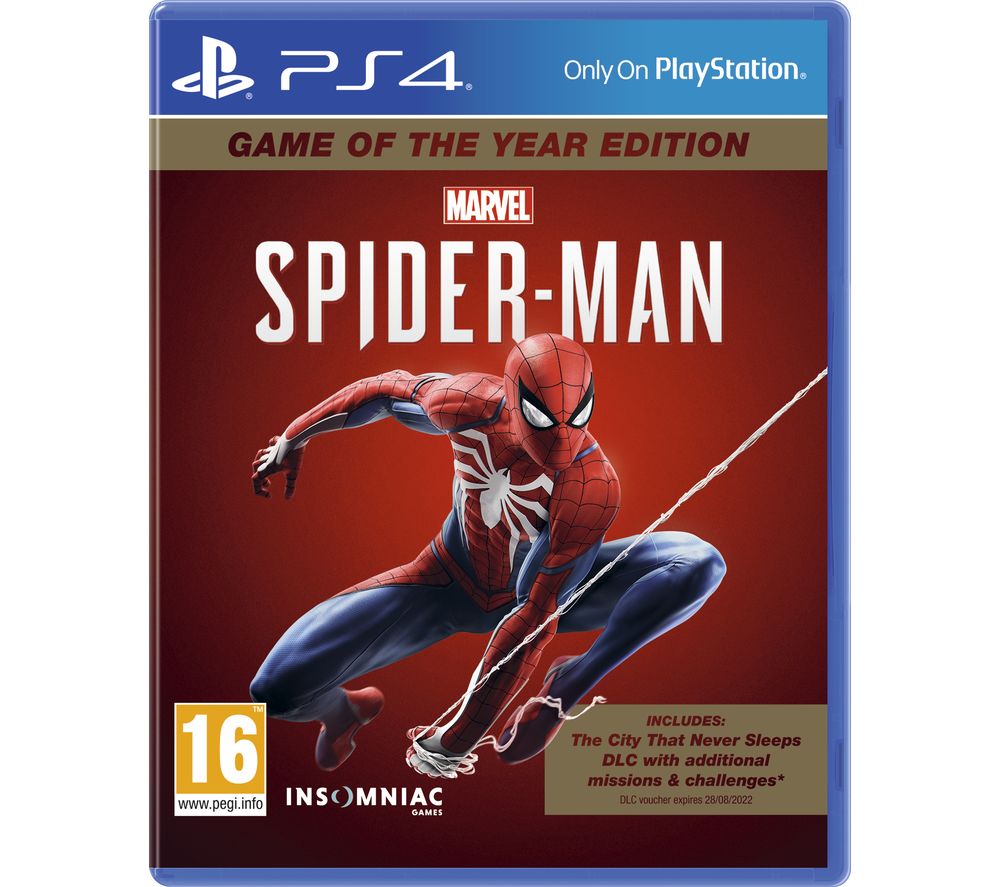 PS4
Only On PlayStation®
GAME OF THE YEAR EDITION
MARVEL
SPIDER-MAN
INCLUDES:
The City That Never Sleeps
DLC with additional
missions & challenges*
DLC voucher expires 28/08/2022
16™
www.pegi.info
INSOMNIAC
GAMES